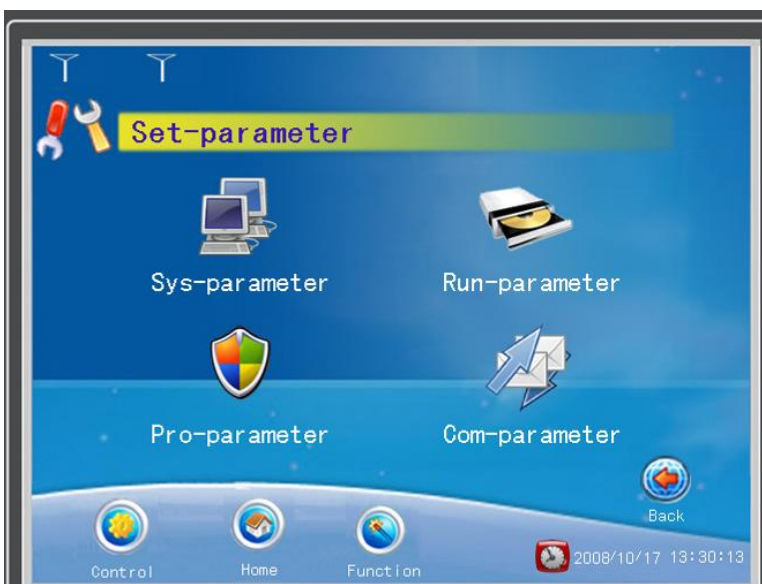 Set-parameter
Sys-parameter
Run-parameter
Pro-parameter
Com-parameter
Back
Control
Home
Function
2008/10/17 13:30:13